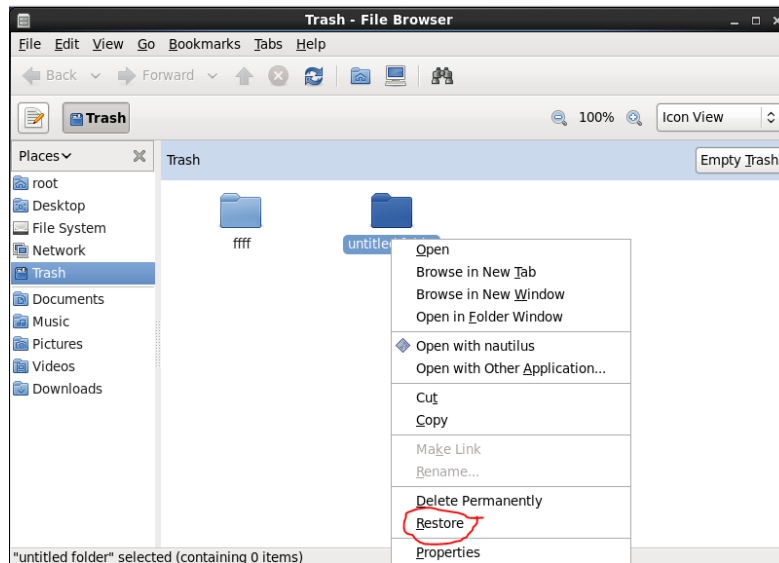 Trash - File Browser
File Edit View Go Bookmarks Tabs Help
Back Forward
Trash 100% Icon View
Places Trash Empty Trash
root
Desktop
File System
Network
Trash
Documents
Music
Pictures
Videos
Downloads
ffff
untitled
Open
Browse in New Tab
Browse in New Window
Open in Folder Window
Open with nautilus
Open with Other Application...
Cut
Copy
Make Link
Rename...
Delete Permanently
Restore
Properties
"untitled folder" selected (containing 0 items)